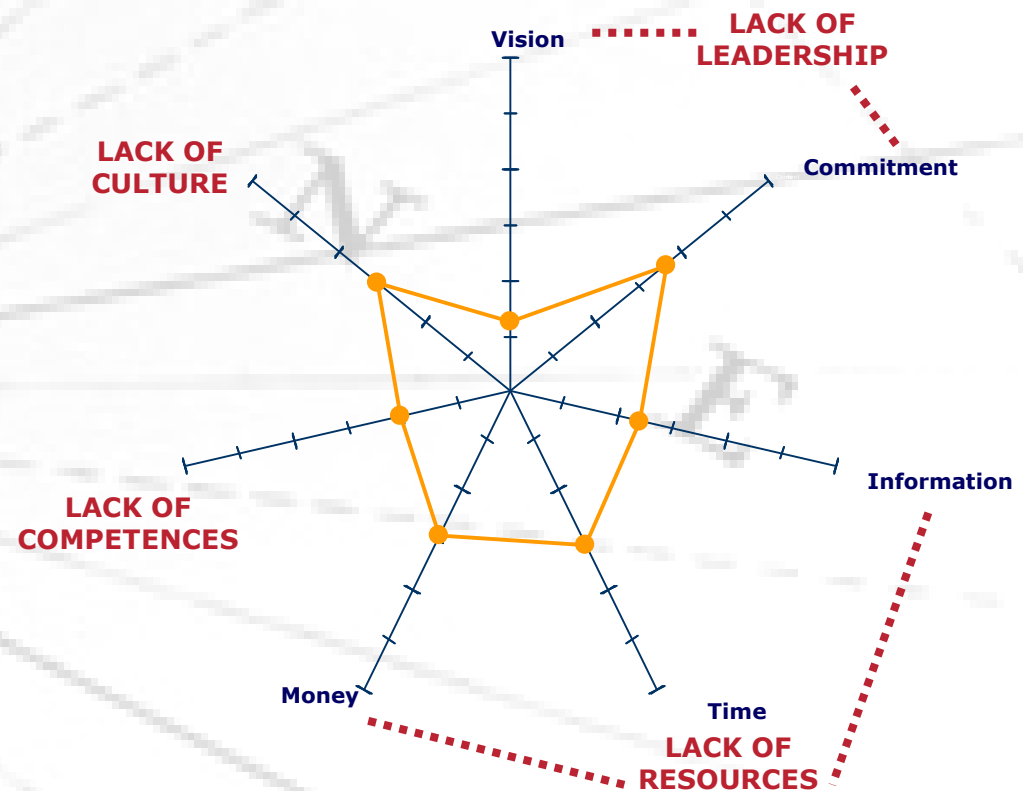 Vision
LACK OF
LEADERSHIP
LACK OF
CULTURE
Commitment
N
E
Information
LACK OF
COMPETENCES
Money
Time
LACK OF
RESOURCES